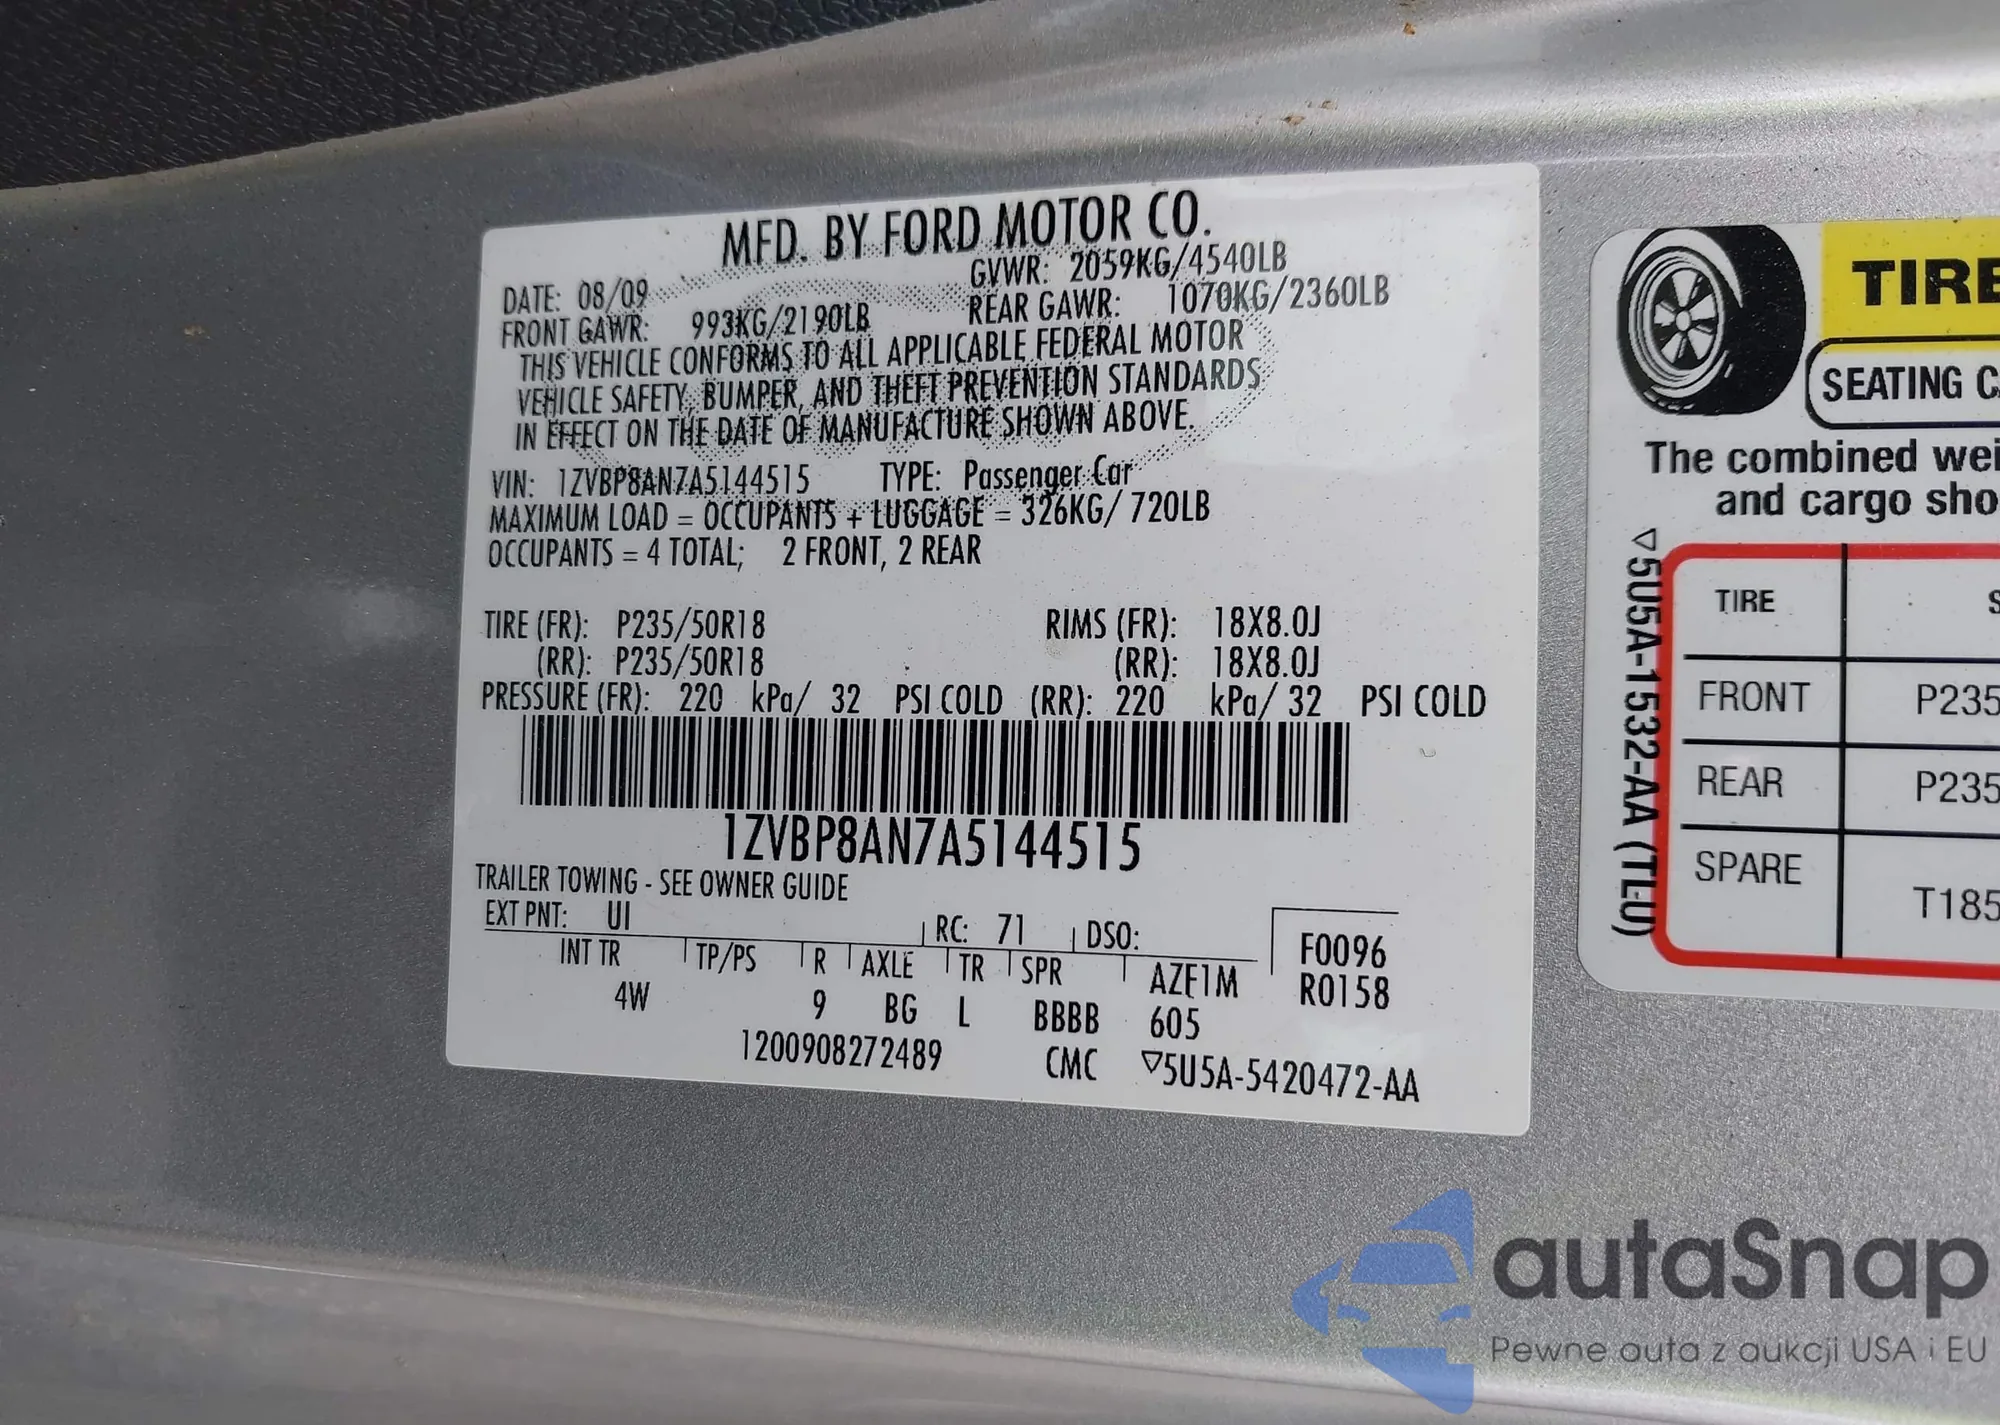 MFD. BY FORD MOTOR CO.
DATE: 08/09 GVWR: 2059KG/4540LB
FRONT GAWR: 993KG/2190LB REAR GAWR: 1070KG/2360LB
THIS VEHICLE CONFORMS TO ALL APPLICABLE FEDERAL MOTOR
VEHICLE SAFETY, BUMPER, AND THEFT PREVENTION STANDARDS
IN EFFECT ON THE DATE OF MANUFACTURE SHOWN ABOVE.
VIN: 1ZVBP8AN7A5144515 TYPE: Passenger Car
MAXIMUM LOAD = OCCUPANTS + LUGGAGE = 326KG/ 720LB
OCCUPANTS = 4 TOTAL; 2 FRONT, 2 REAR
TIRE (FR): P235/50R18 RIMS (FR): 18X8.0J
(RR): P235/50R18 (RR): 18X8.0J
PRESSURE (FR): 220 kPa/ 32 PSI COLD (RR): 220 kPa/ 32 PSI COLD
1ZVBP8AN7A5144515
TRAILER TOWING - SEE OWNER GUIDE
EXT PNT: UI RC: 71 DSO:
INT TR TP/PS R AXLE TR SPR AZF1M F0096
4W 9 BG L BBBB 605 R0158
1200908272489 CMC ▽5U5A-5420472-AA
TIRE
SEATING
The combined
and cargo
▽5U5A-1532-AA (TL-U)
TIRE
FRONT P235
REAR P235
SPARE T185
autaSnap
Pewne auta z aukcji USA i EU